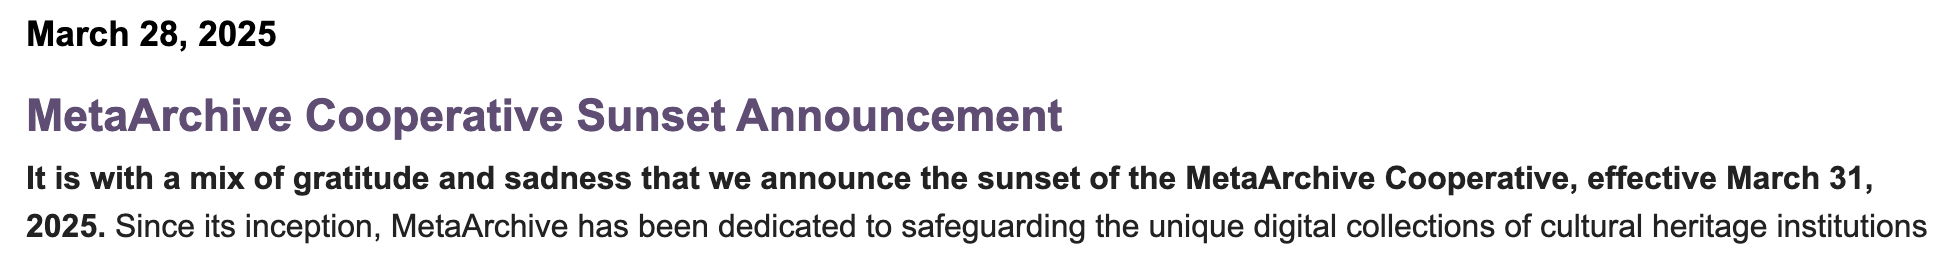 March 28, 2025
MetaArchive Cooperative Sunset Announcement
It is with a mix of gratitude and sadness that we announce the sunset of the MetaArchive Cooperative, effective March 31,
2025. Since its inception, MetaArchive has been dedicated to safeguarding the unique digital collections of cultural heritage institutions